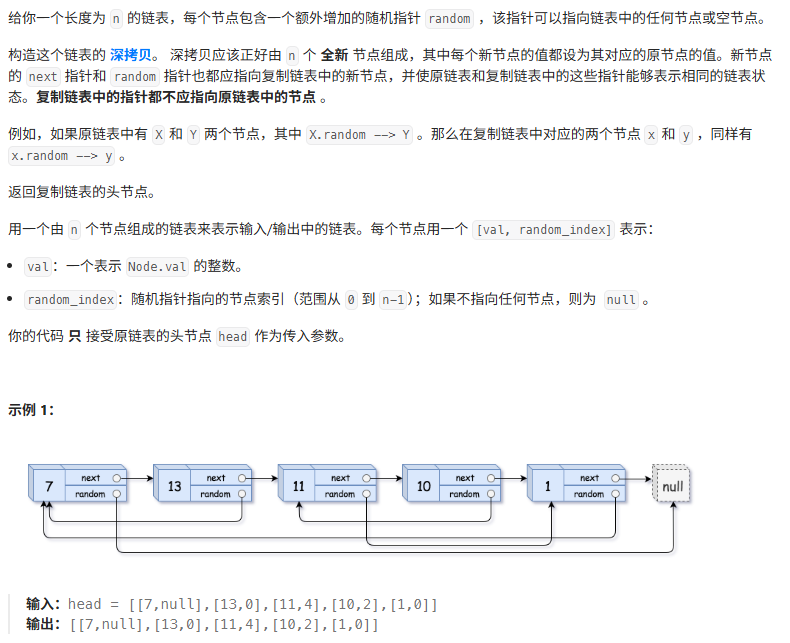 给你一个长度为 n 的链表，每个节点包含一个额外增加的随机指针 random ，该指针可以指向链表中的任何节点或空节点。
构造这个链表的 深拷贝。 深拷贝应该正好由 n 个 全新 节点组成，其中每个新节点的值都设为其对应的原节点的值。新节点
的 next 指针和 random 指针也都应指向复制链表中的新节点，并使原链表和复制链表中的这些指针能够表示相同的链表状
态。复制链表中的指针都不应指向原链表中的节点 。
例如，如果原链表中有 X 和 Y 两个节点，其中 X.random --> Y 。那么在复制链表中对应的两个节点 x 和 y ，同样有
x.random --> y 。
返回复制链表的头节点。
用一个由 n 个节点组成的链表来表示输入/输出中的链表。每个节点用一个 [val, random_index] 表示：
• val：一个表示 Node.val 的整数。
• random_index：随机指针指向的节点索引（范围从 0 到 n-1）；如果不指向任何节点，则为 null 。
你的代码 只 接受原链表的头节点 head 作为传入参数。
示例 1：
7 next random 13 next random 11 next random 10 next random 1 next random null
输入：head = [[7,null],[13,0],[11,4],[10,2],[1,0]]
输出：[[7,null],[13,0],[11,4],[10,2],[1,0]]